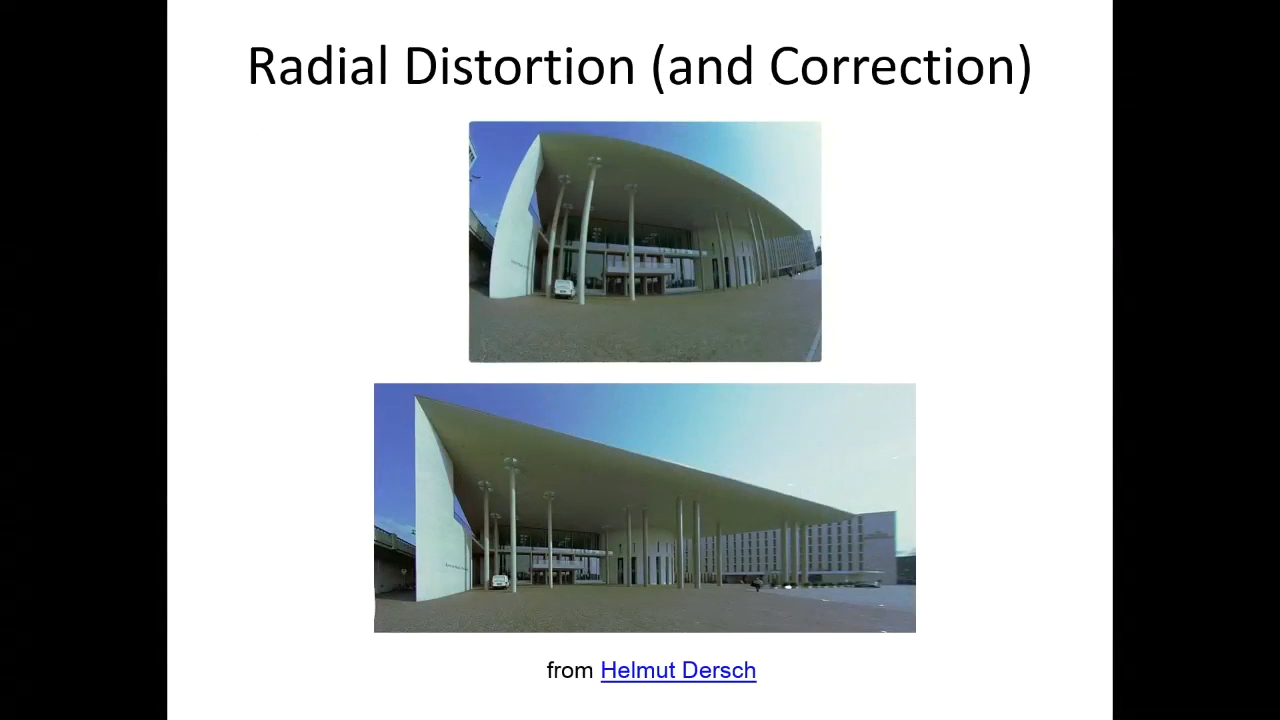 Radial Distortion (and Correction)
from Helmut Dersch